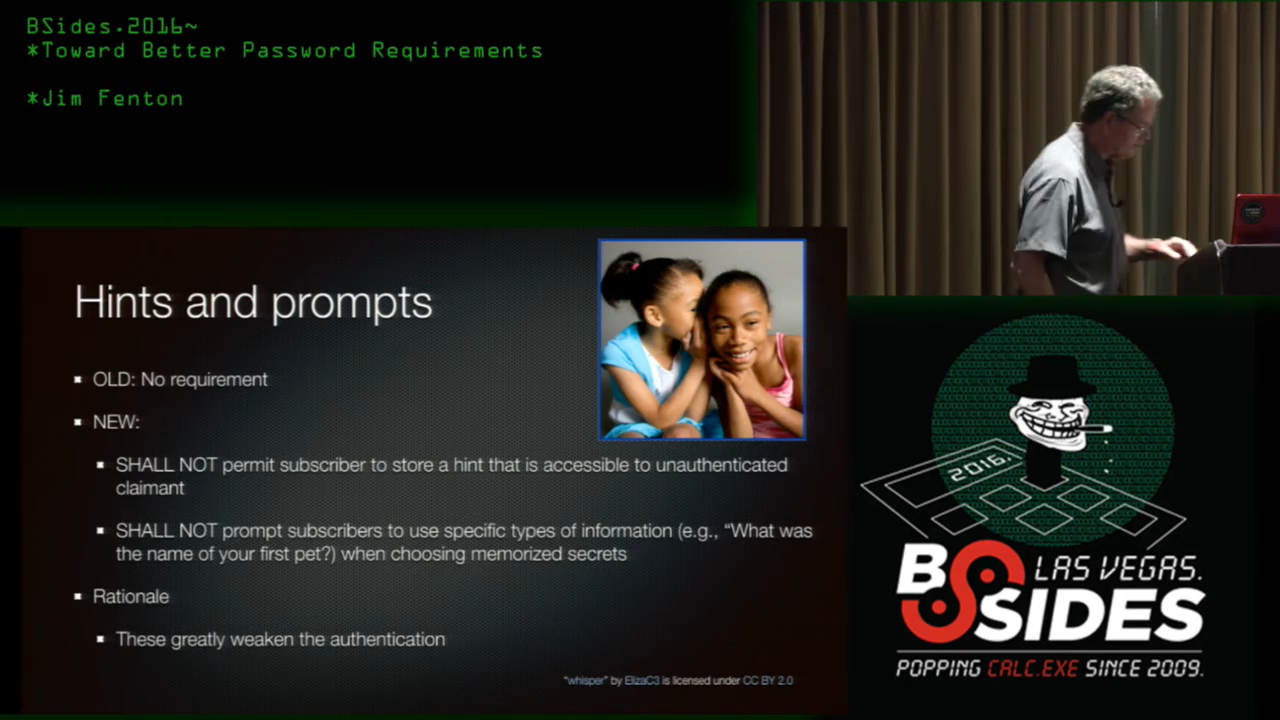 BSides.2016~
*Toward Better Password Requirements
*Jim Fenton
Hints and prompts
OLD: No requirement
NEW:
SHALL NOT permit subscriber to store a hint that is accessible to unauthenticated
claimant
SHALL NOT prompt subscribers to use specific types of information (e.g., “What was
the name of your first pet?) when choosing memorized secrets
Rationale
These greatly weaken the authentication
“whisper” by ElizaC3 is licensed under CC BY 2.0
2016.
BSIDES
LAS VEGAS.
POPPING CALC.EXE SINCE 2009.